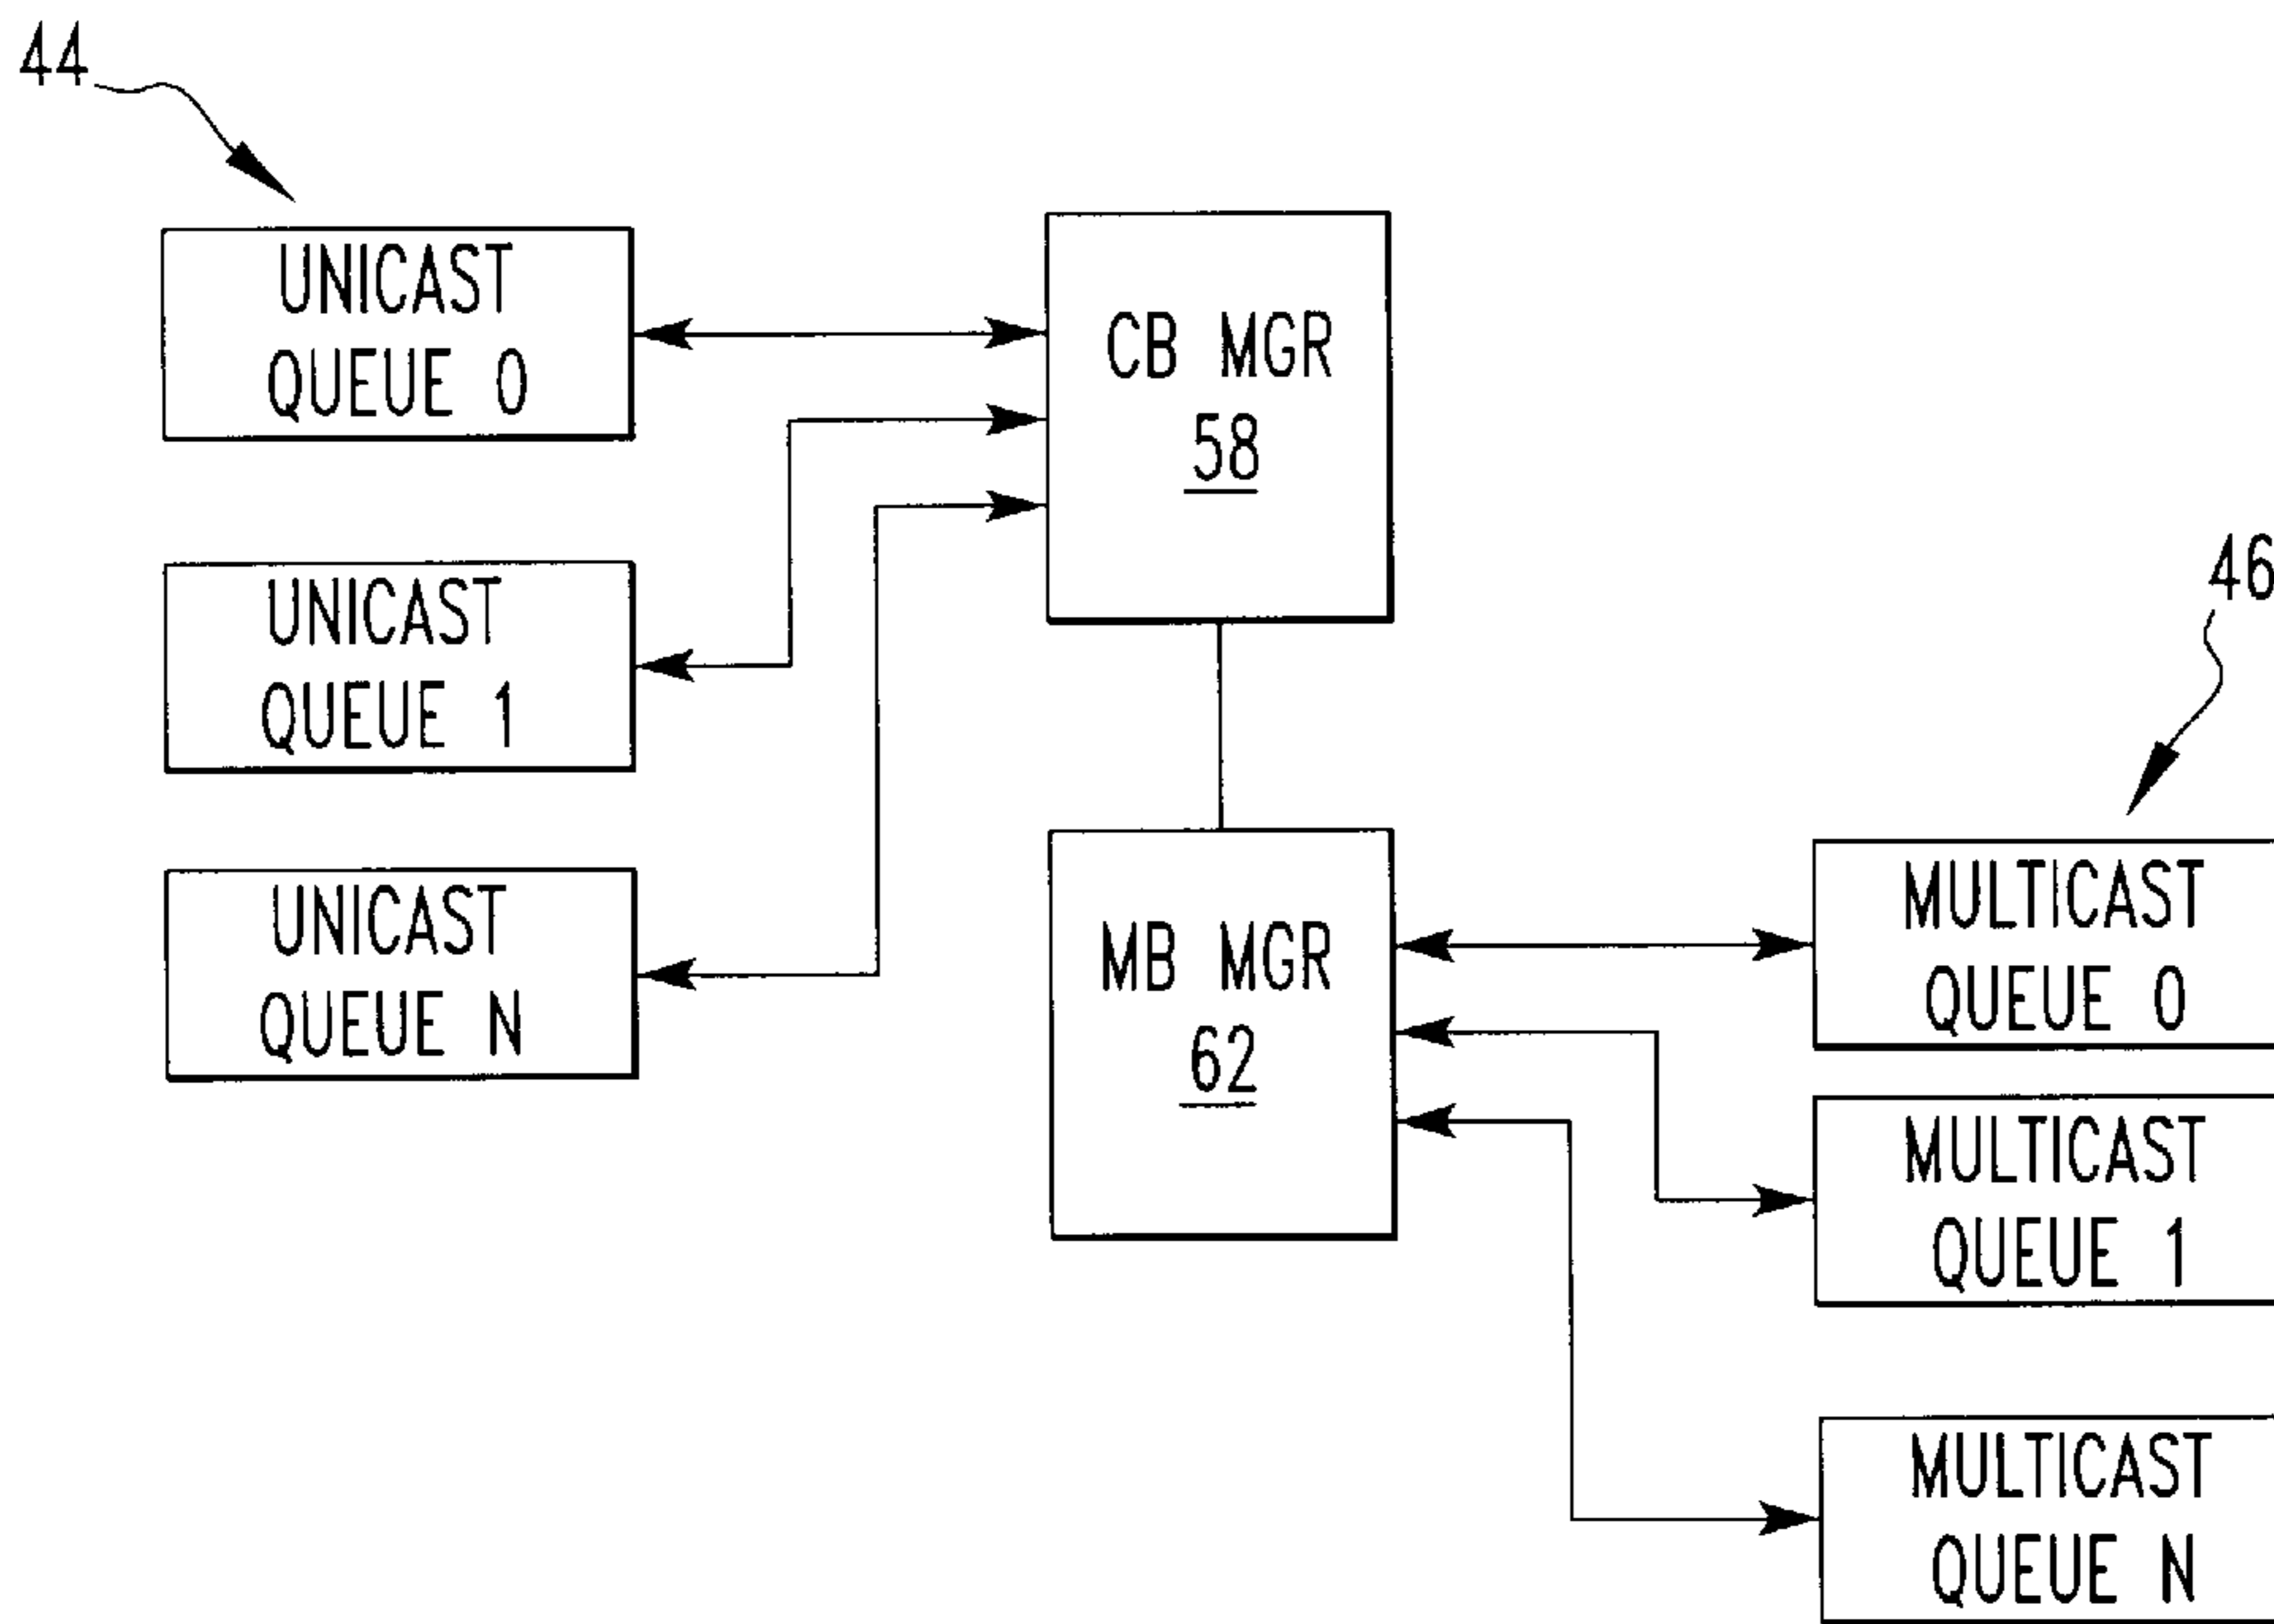 44
UNICAST
QUEUE 0
CB MGR
58
UNICAST
QUEUE 1
46
UNICAST
QUEUE N
MB MGR
62
MULTICAST
QUEUE 0
MULTICAST
QUEUE 1
MULTICAST
QUEUE N